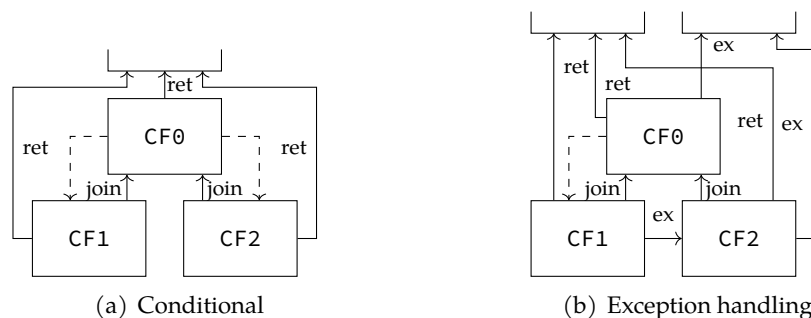 ret
CF0
ret
ret
join
join
CF1
CF2
(a) Conditional
ex
ret
ret
ret
ex
CF0
join
join
ex
CF1
CF2
(b) Exception handling